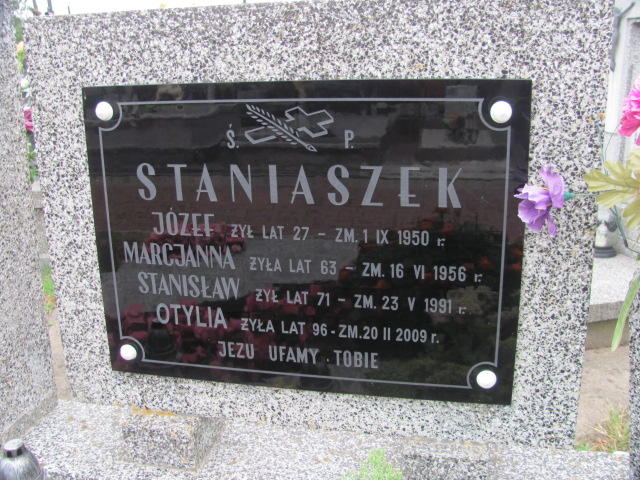 Ś. P.
STANIASZEK
JÓZEF ŻYŁ LAT 27 - ZM. 1 IX 1950 r.
MARCJANNA ŻYŁA LAT 63 - ZM. 16 VI 1956 r.
STANISŁAW ŻYŁ LAT 71 - ZM. 23 V 1991 r.
OTYLIA ŻYŁA LAT 96 - ZM. 20 II 2009 r.
JEZU UFAMY TOBIE